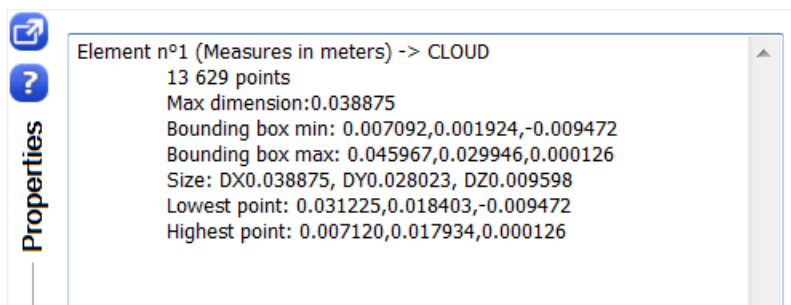 Element nº1 (Measures in meters) -> CLOUD
13 629 points
Max dimension:0.038875
Bounding box min: 0.007092,0.001924,-0.009472
Bounding box max: 0.045967,0.029946,0.000126
Size: DX0.038875, DY0.028023, DZ0.009598
Lowest point: 0.031225,0.018403,-0.009472
Highest point: 0.007120,0.017934,0.000126
?
Properties